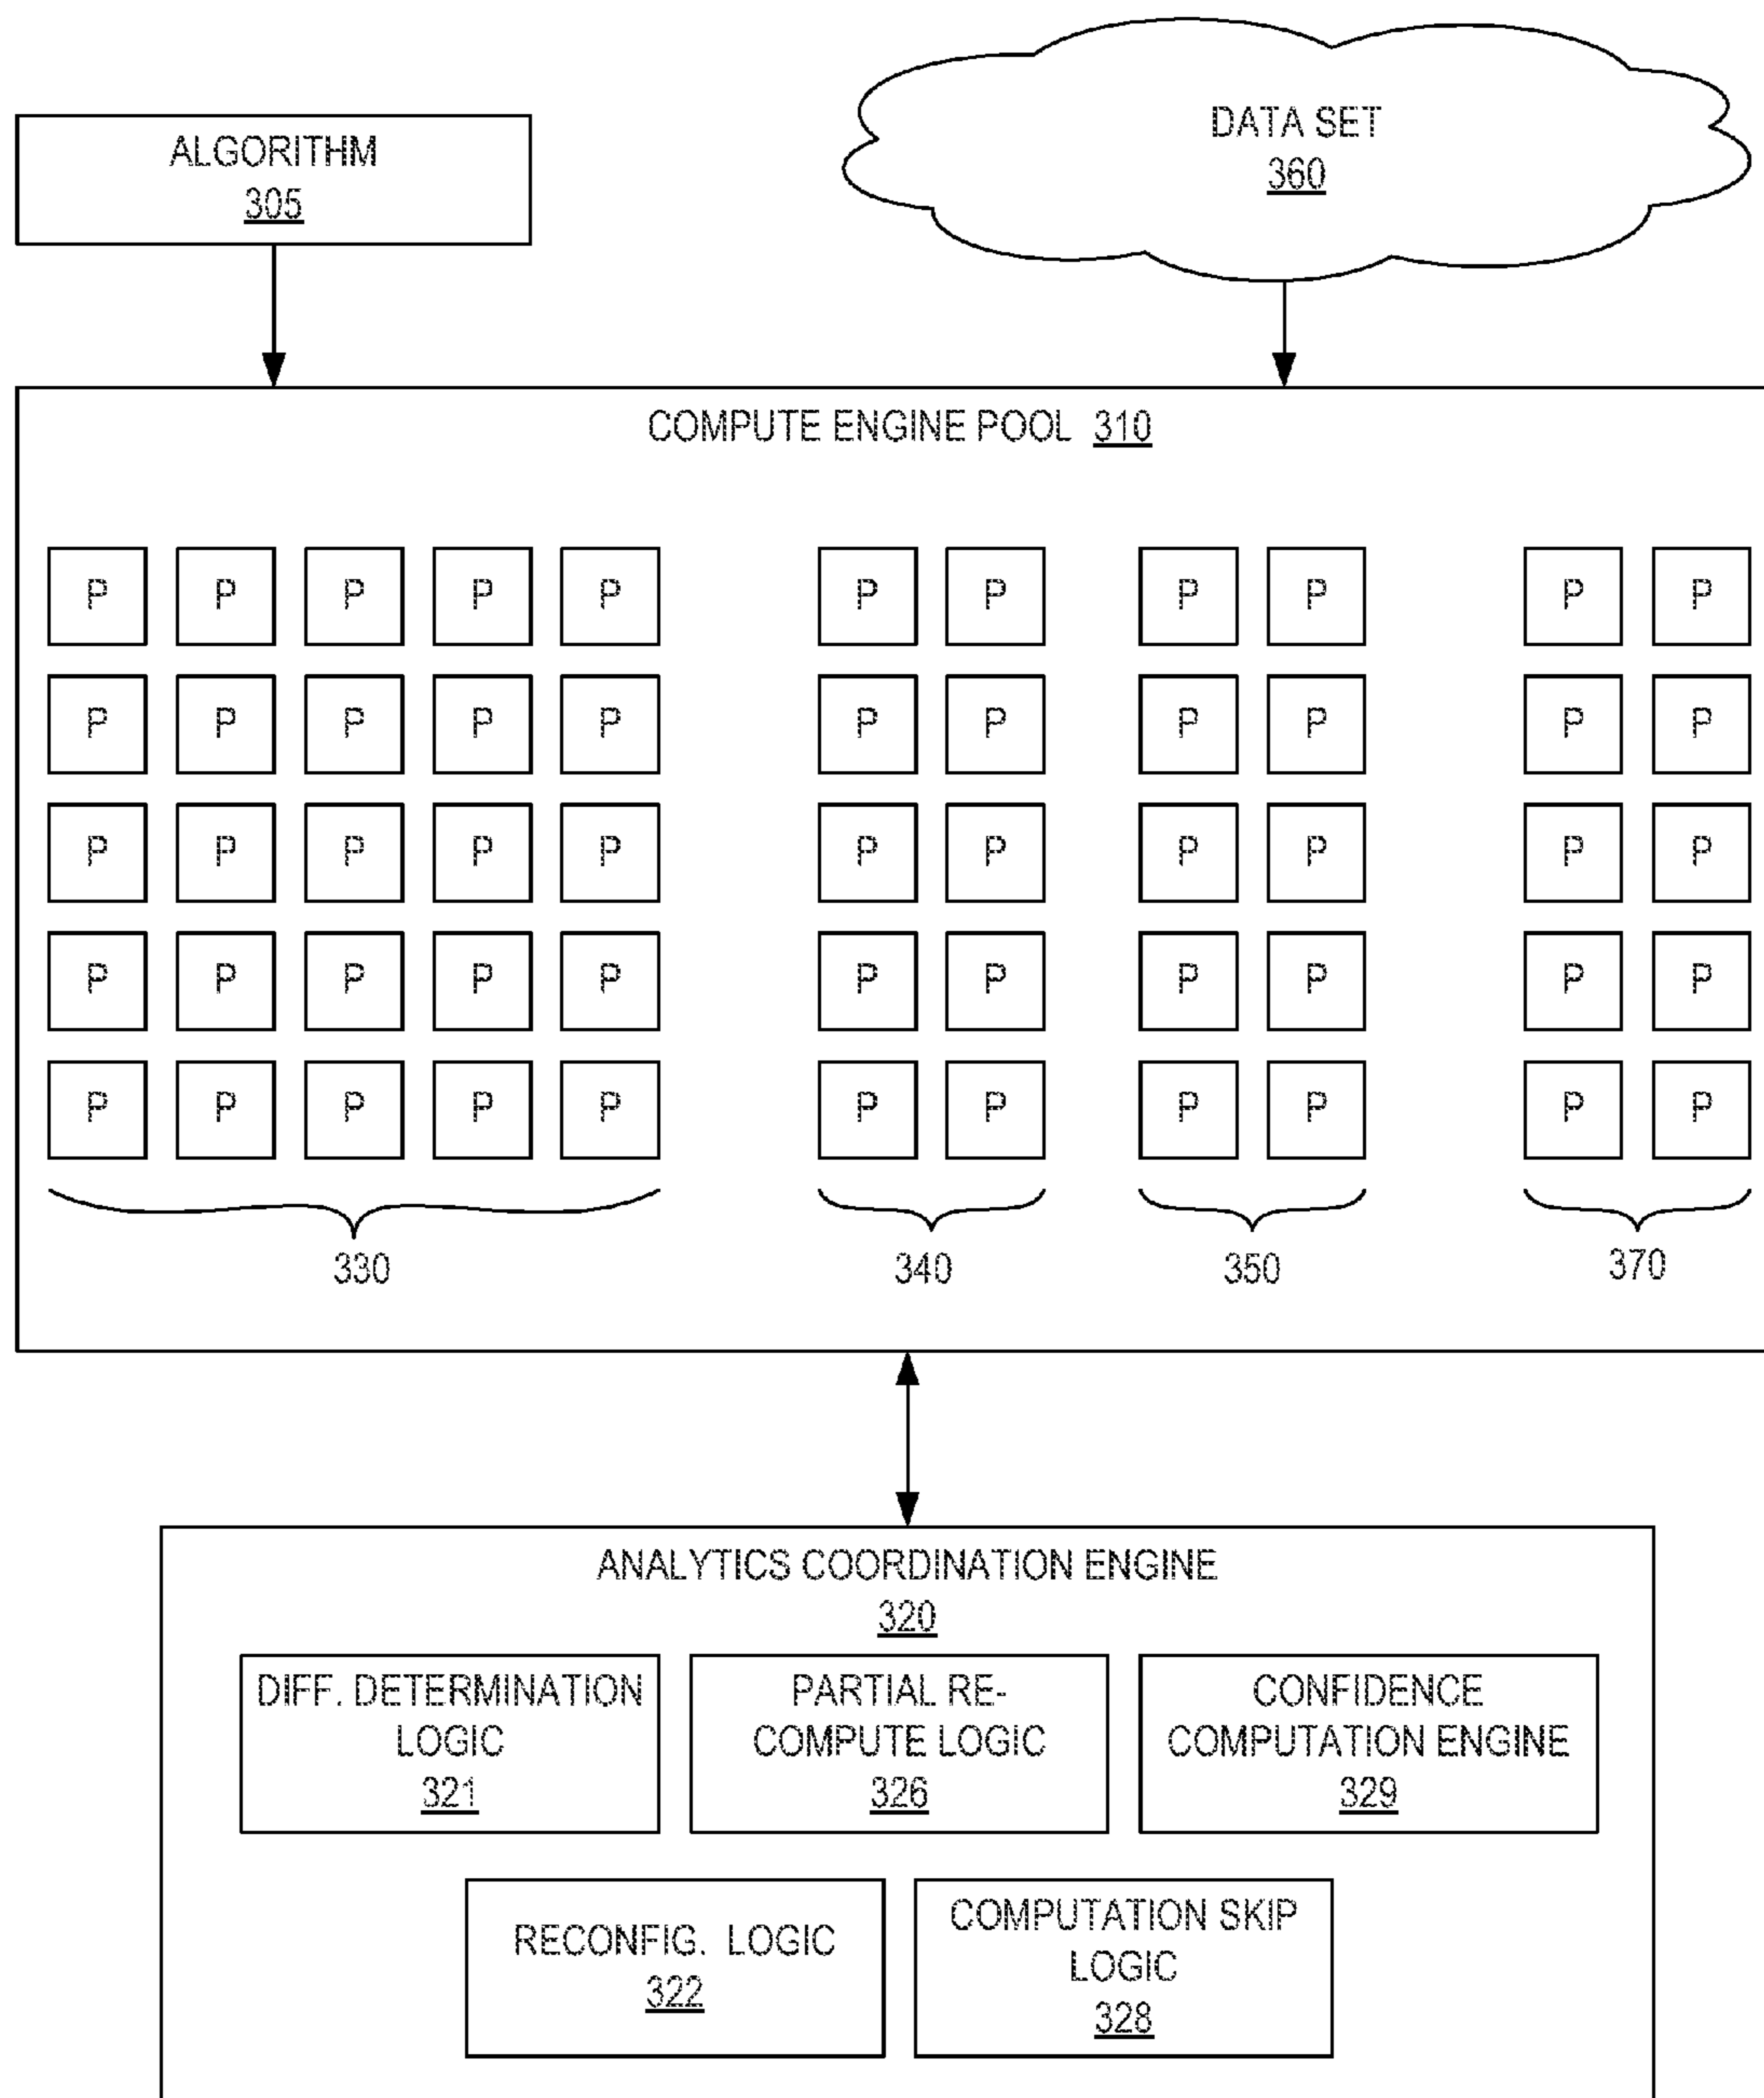 ALGORITHM
305
DATA SET
360
COMPUTE ENGINE POOL 310
P P P P P P P P P P P
P P P P P P P P P P P
P P P P P P P P P P P
P P P P P P P P P P P
P P P P P P P P P P P
330 340 350 370
ANALYTICS COORDINATION ENGINE
320
DIFF. DETERMINATION
LOGIC
321
PARTIAL RE-
COMPUTE LOGIC
326
CONFIDENCE
COMPUTATION ENGINE
329
RECONFIG. LOGIC
322
COMPUTATION SKIP
LOGIC
328